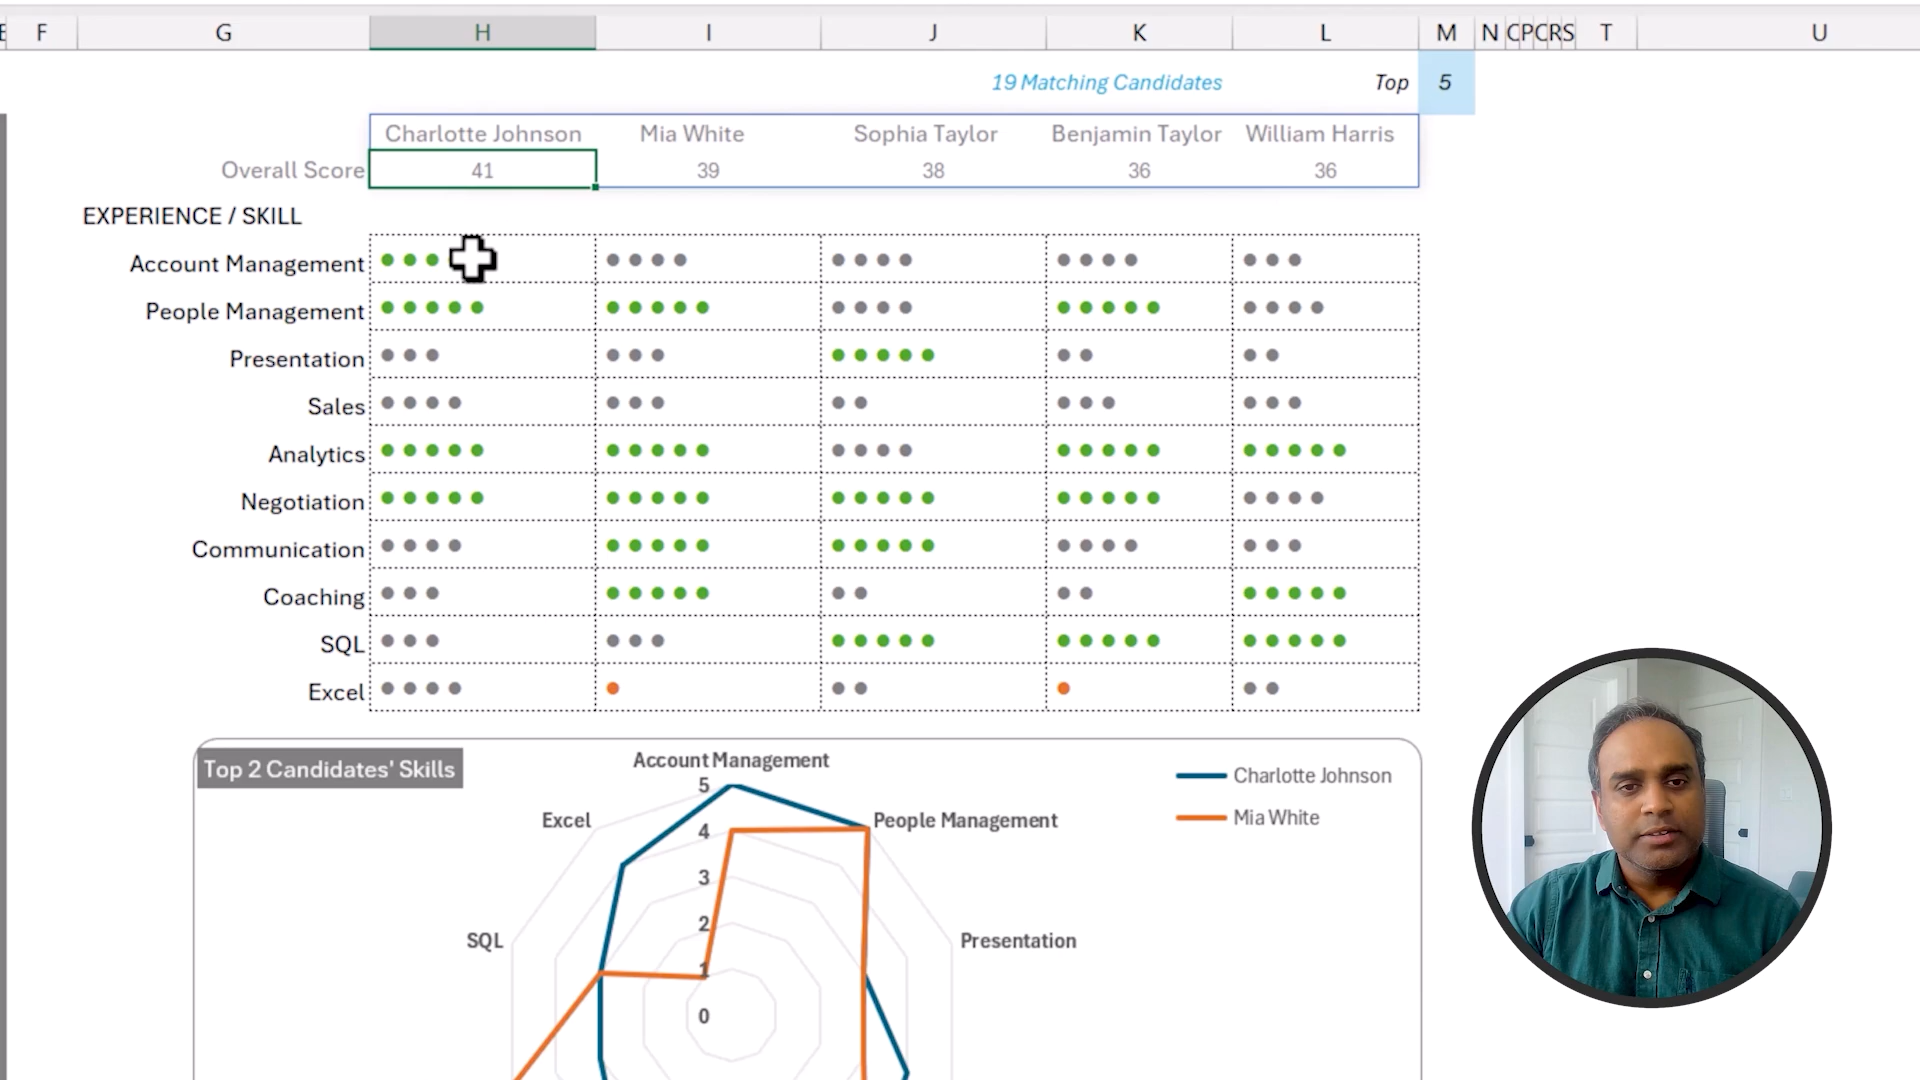 F G H I J K L M N O P Q R S T U
19 Matching Candidates Top 5
Charlotte Johnson Mia White Sophia Taylor Benjamin Taylor William Harris
Overall Score 41 39 38 36 36
EXPERIENCE / SKILL
Account Management
People Management
Presentation
Sales
Analytics
Negotiation
Communication
Coaching
SQL
Excel
Top 2 Candidates' Skills
Account Management
Charlotte Johnson
Mia White
5
Excel
People Management
4
3
2
SQL
Presentation
1
0